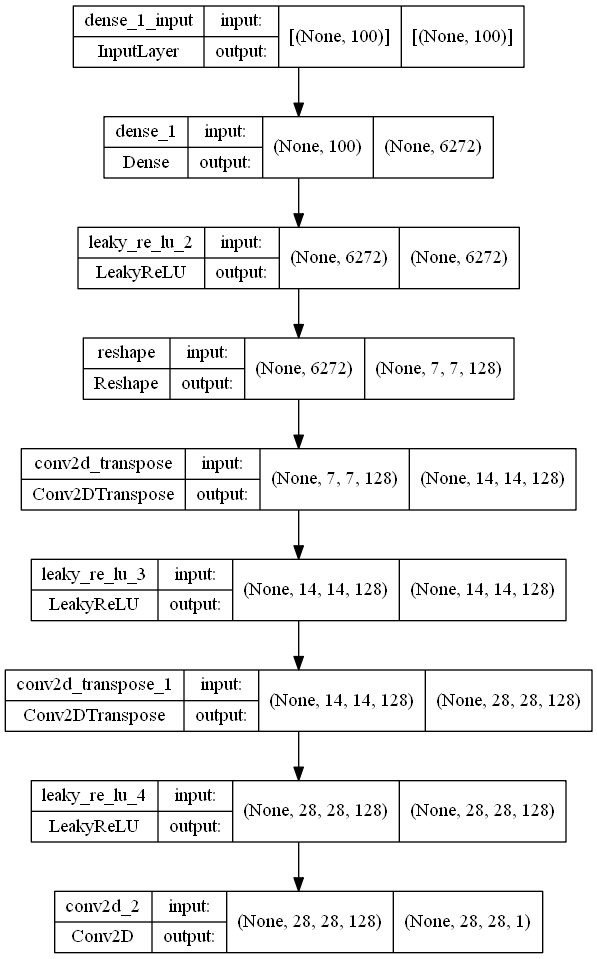 dense_1_input input: [(None, 100)] [(None, 100)]
InputLayer output:
dense_1 input: (None, 100) (None, 6272)
Dense output:
leaky_re_lu_2 input: (None, 6272) (None, 6272)
LeakyReLU output:
reshape input: (None, 6272) (None, 7, 7, 128)
Reshape output:
conv2d_transpose input: (None, 7, 7, 128) (None, 14, 14, 128)
Conv2DTranspose output:
leaky_re_lu_3 input: (None, 14, 14, 128) (None, 14, 14, 128)
LeakyReLU output:
conv2d_transpose_1 input: (None, 14, 14, 128) (None, 28, 28, 128)
Conv2DTranspose output:
leaky_re_lu_4 input: (None, 28, 28, 128) (None, 28, 28, 128)
LeakyReLU output:
conv2d_2 input: (None, 28, 28, 128) (None, 28, 28, 1)
Conv2D output: